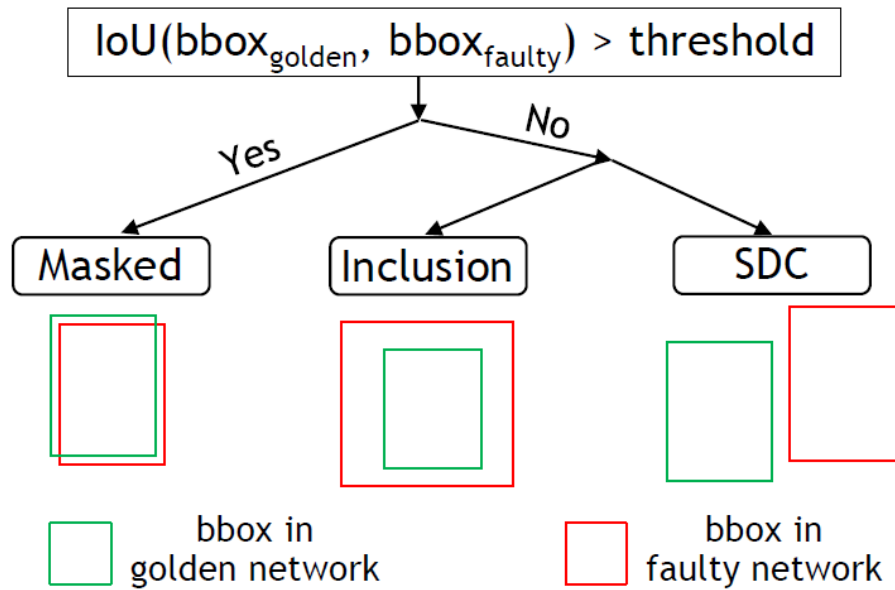 IoU(bbox_golden, bbox_faulty) > threshold
Yes
No
Masked
Inclusion
SDC
bbox in
golden network
bbox in
faulty network